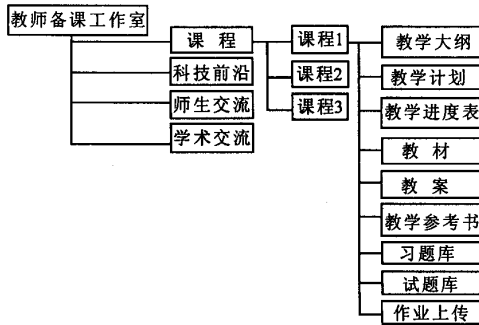 教师备课工作室
课 程
科技前沿
师生交流
学术交流
课程1
课程2
课程3
教学大纲
教学计划
教学进度表
教 材
教 案
教学参考书
习题库
试题库
作业上传